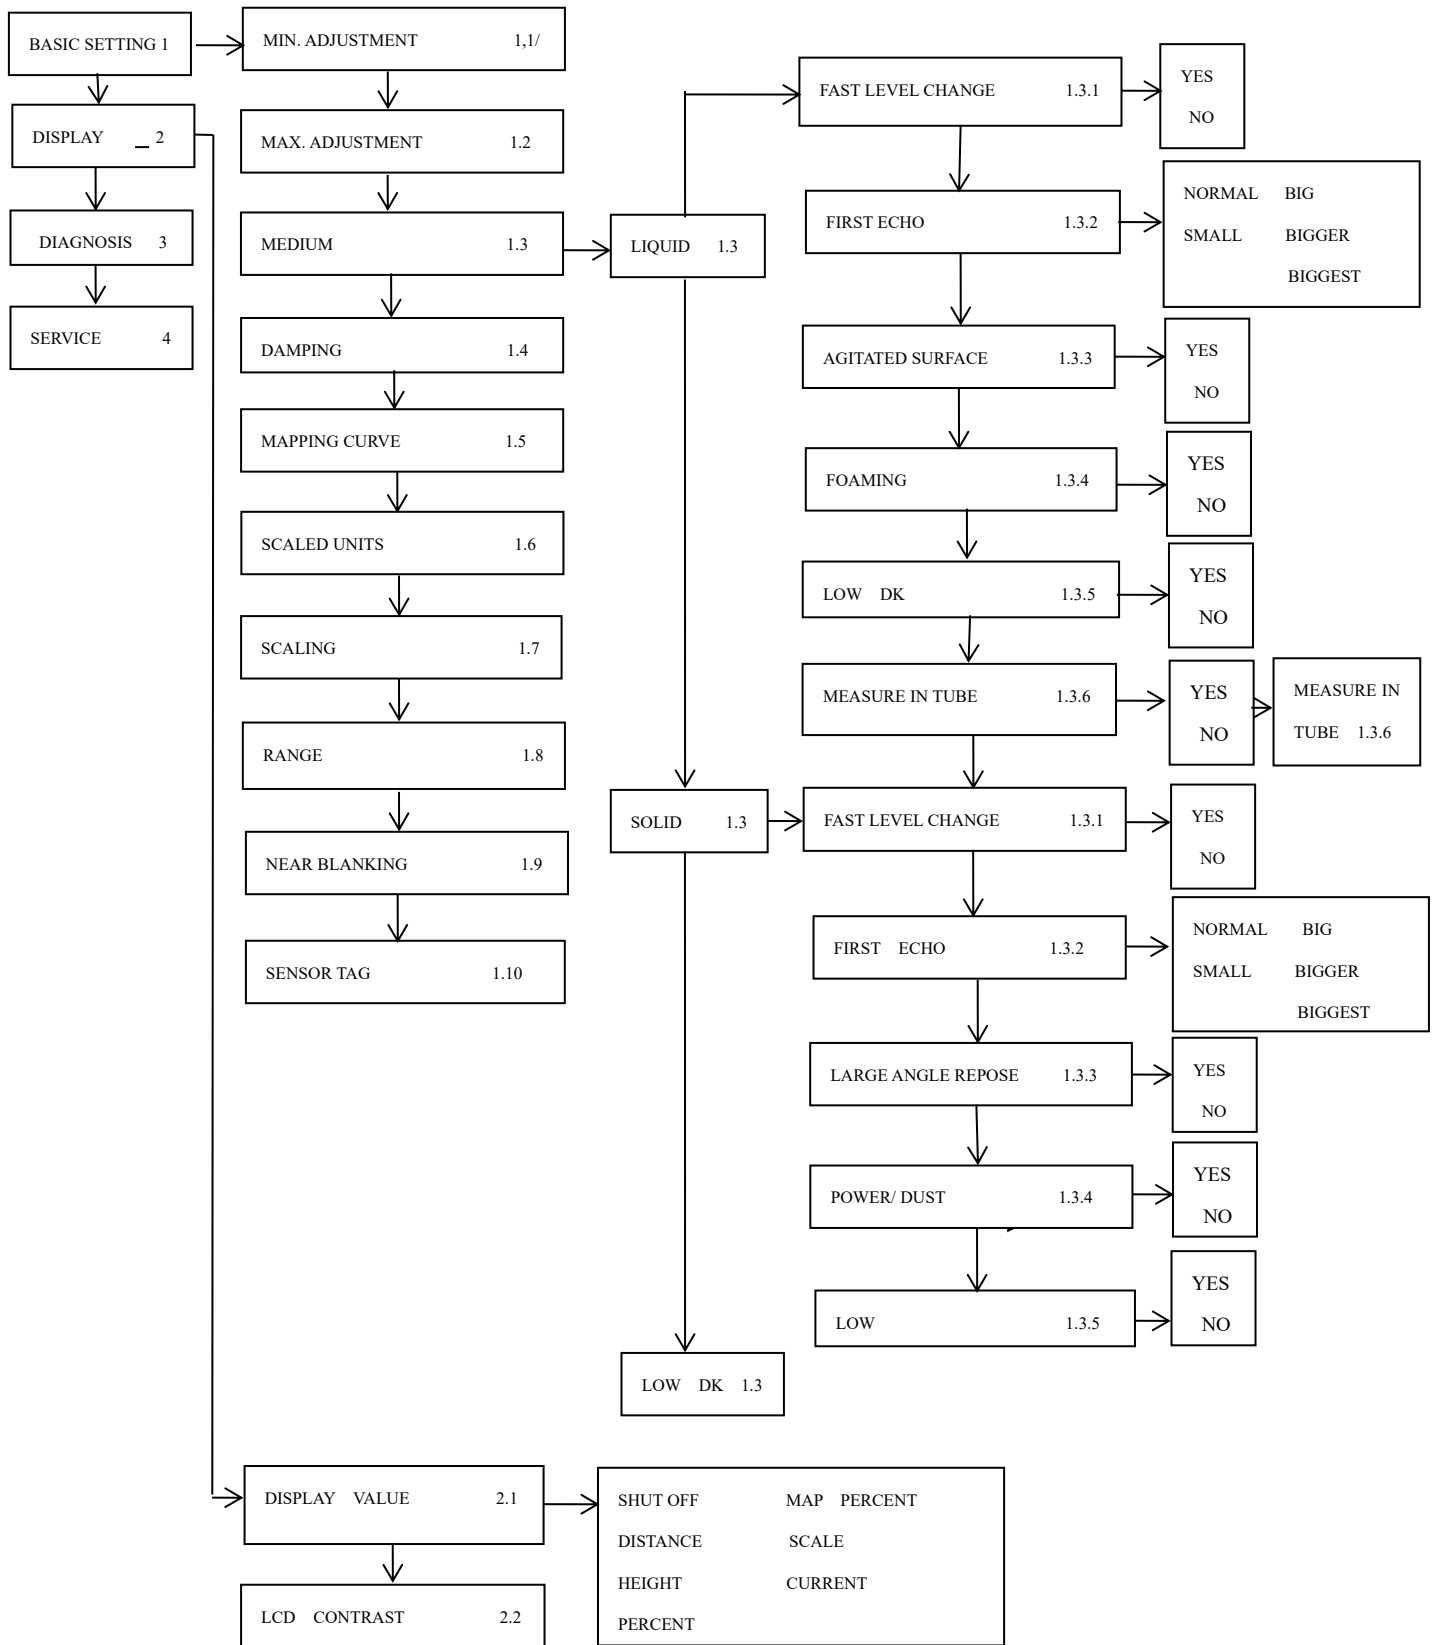 BASIC SETTING 1
DISPLAY _ 2
DIAGNOSIS 3
SERVICE 4
MIN. ADJUSTMENT 1,1/
MAX. ADJUSTMENT 1.2
MEDIUM 1.3
DAMPING 1.4
MAPPING CURVE 1.5
SCALED UNITS 1.6
SCALING 1.7
RANGE 1.8
NEAR BLANKING 1.9
SENSOR TAG 1.10
LIQUID 1.3
FAST LEVEL CHANGE 1.3.1
YES
NO
FIRST ECHO 1.3.2
NORMAL BIG
SMALL BIGGER
BIGGEST
AGITATED SURFACE 1.3.3
YES
NO
FOAMING 1.3.4
YES
NO
LOW DK 1.3.5
YES
NO
MEASURE IN TUBE 1.3.6
YES
NO
MEASURE IN
TUBE 1.3.6
SOLID 1.3
FAST LEVEL CHANGE 1.3.1
YES
NO
FIRST ECHO 1.3.2
NORMAL BIG
SMALL BIGGER
BIGGEST
LARGE ANGLE REPOSE 1.3.3
YES
NO
POWER/ DUST 1.3.4
YES
NO
LOW 1.3.5
YES
NO
LOW DK 1.3
DISPLAY VALUE 2.1
SHUT OFF MAP PERCENT
DISTANCE SCALE
HEIGHT CURRENT
PERCENT
LCD CONTRAST 2.2